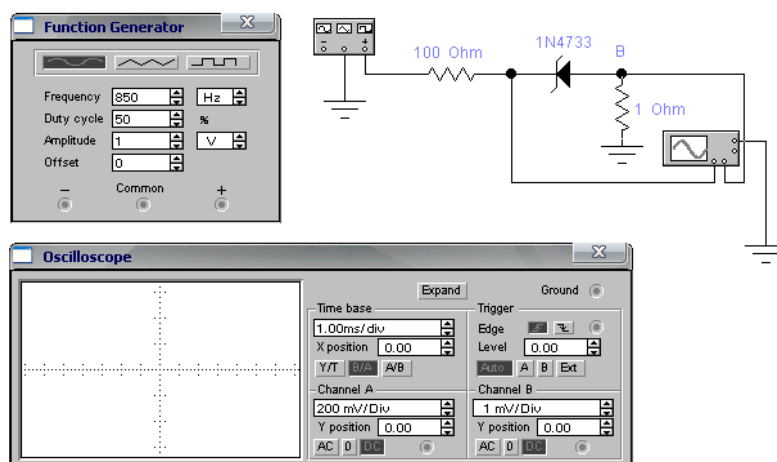 Function Generator
Frequency 850 Hz
Duty cycle 50 %
Amplitude 1 V
Offset 0
− Common +
− +
100 Ohm
1N4733
B
1 Ohm
Oscilloscope
Expand Ground
Time base
1.00ms/div
X position 0.00
Y/T B/A A/B
Trigger
Edge
Level 0.00
Auto A B Ext
Channel A
200 mV/Div
Y position 0.00
AC 0 DC
Channel B
1 mV/Div
Y position 0.00
AC 0 DC